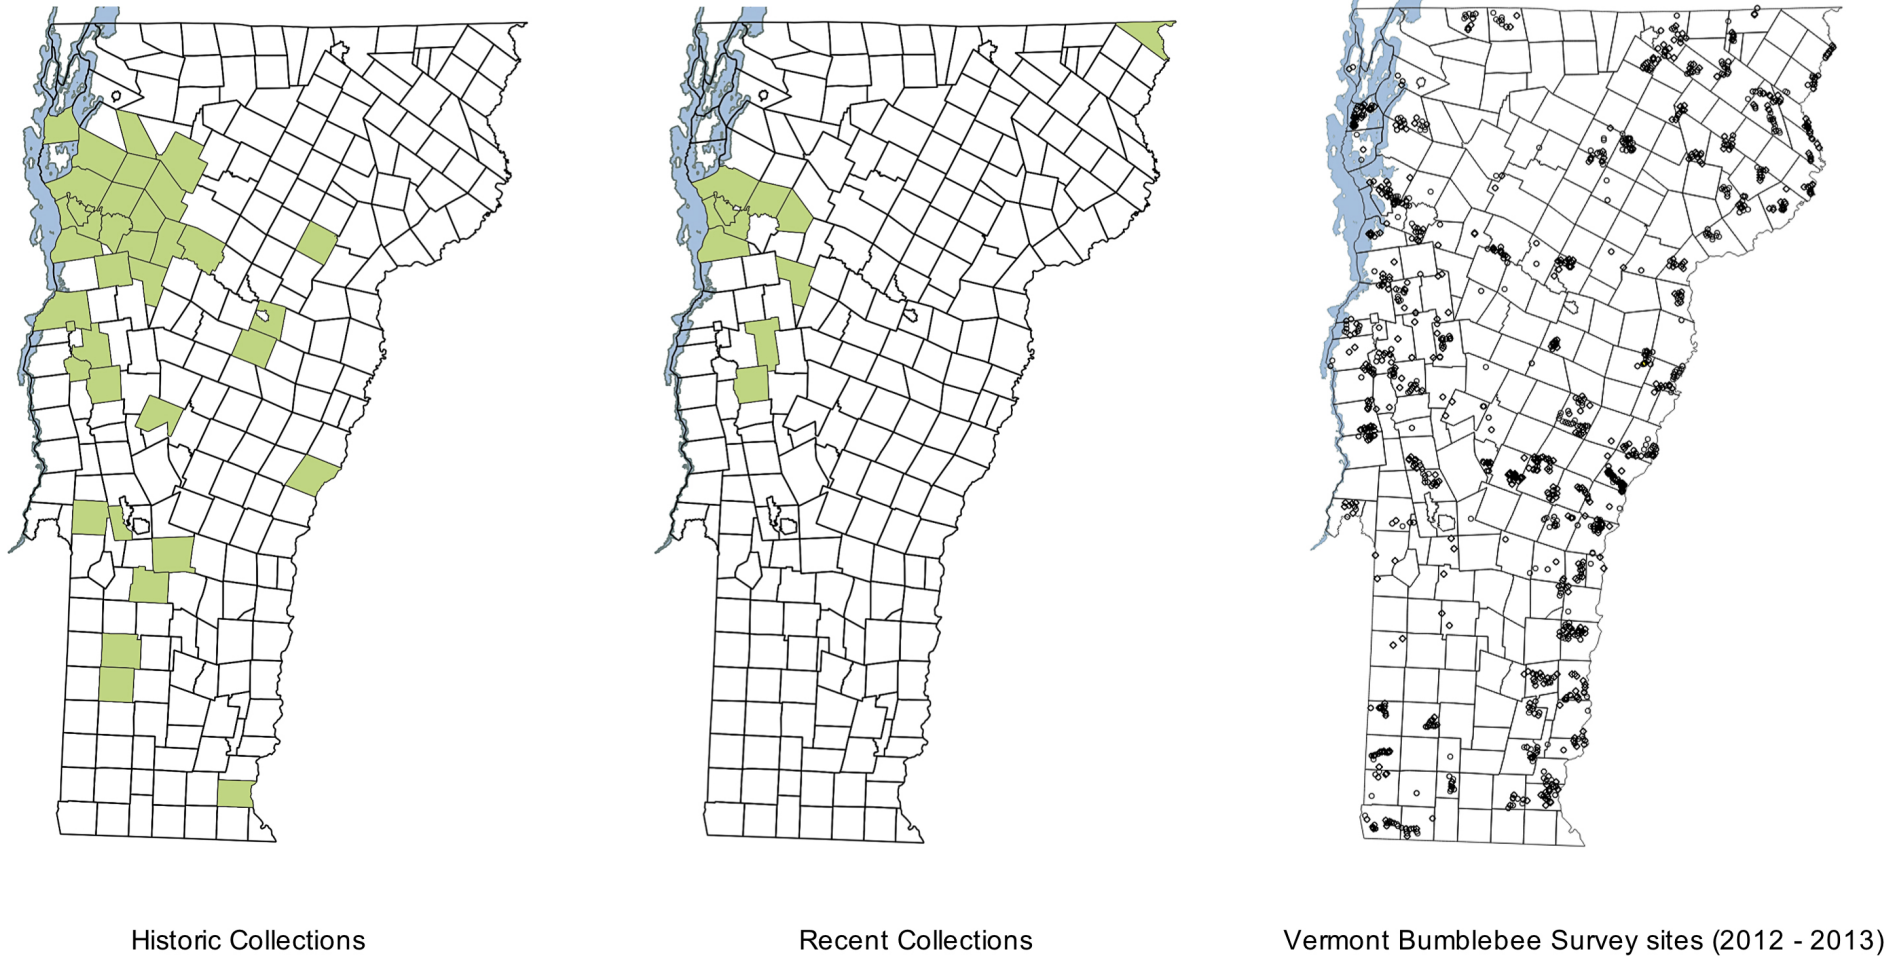 Historic Collections
Recent Collections
Vermont Bumblebee Survey sites (2012 - 2013)